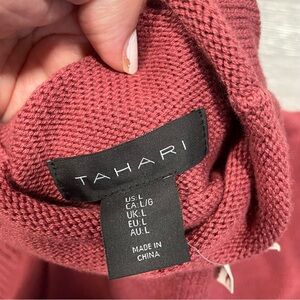 TAHARI
US:L
CA:L/G
UK:L
EU:L
AU:L
MADE IN
CHINA